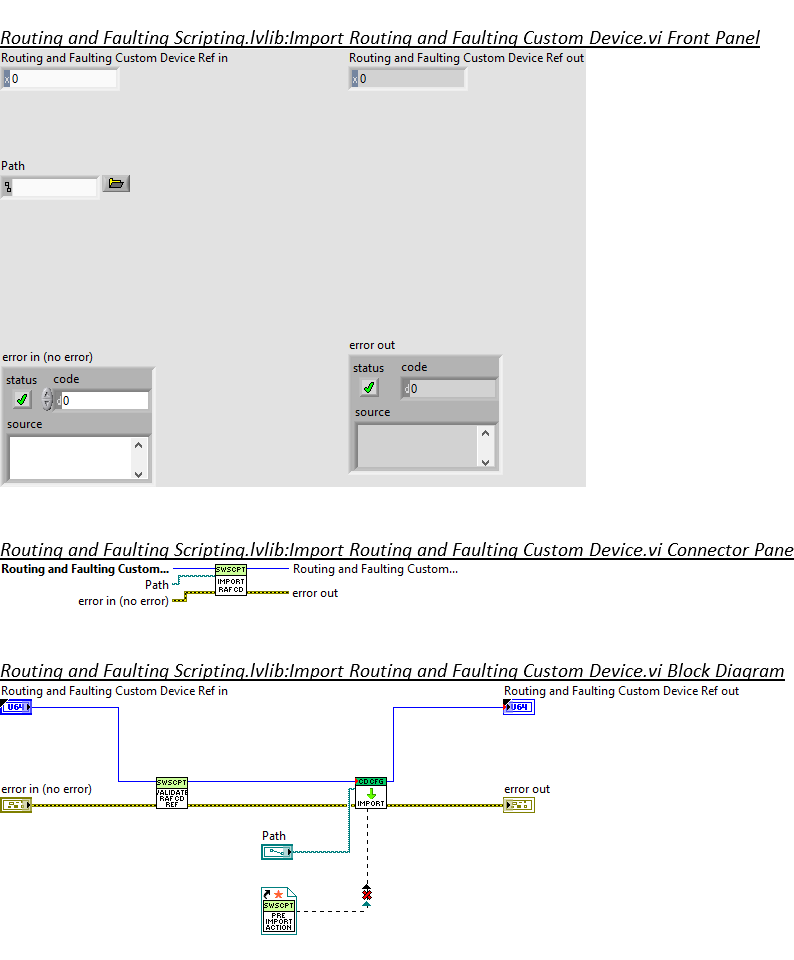 Routing and Faulting Scripting.lvlib:Import Routing and Faulting Custom Device.vi Front Panel
Routing and Faulting Custom Device Ref in
Routing and Faulting Custom Device Ref out
x 0
x 0
Path
error in (no error)
error out
status code
d 0
source
status code
d 0
source
Routing and Faulting Scripting.lvlib:Import Routing and Faulting Custom Device.vi Connector Pane
Routing and Faulting Custom...
Path
error in (no error)
SWSCPT
IMPORT
RAF CD
Routing and Faulting Custom...
error out
Routing and Faulting Scripting.lvlib:Import Routing and Faulting Custom Device.vi Block Diagram
Routing and Faulting Custom Device Ref in
Routing and Faulting Custom Device Ref out
U64
U64
error in (no error)
SWSCPT
VALIDATE
RAF CD
REF
CD CFG
IMPORT
error out
Path
SWSCPT
PRE
IMPORT
ACTION